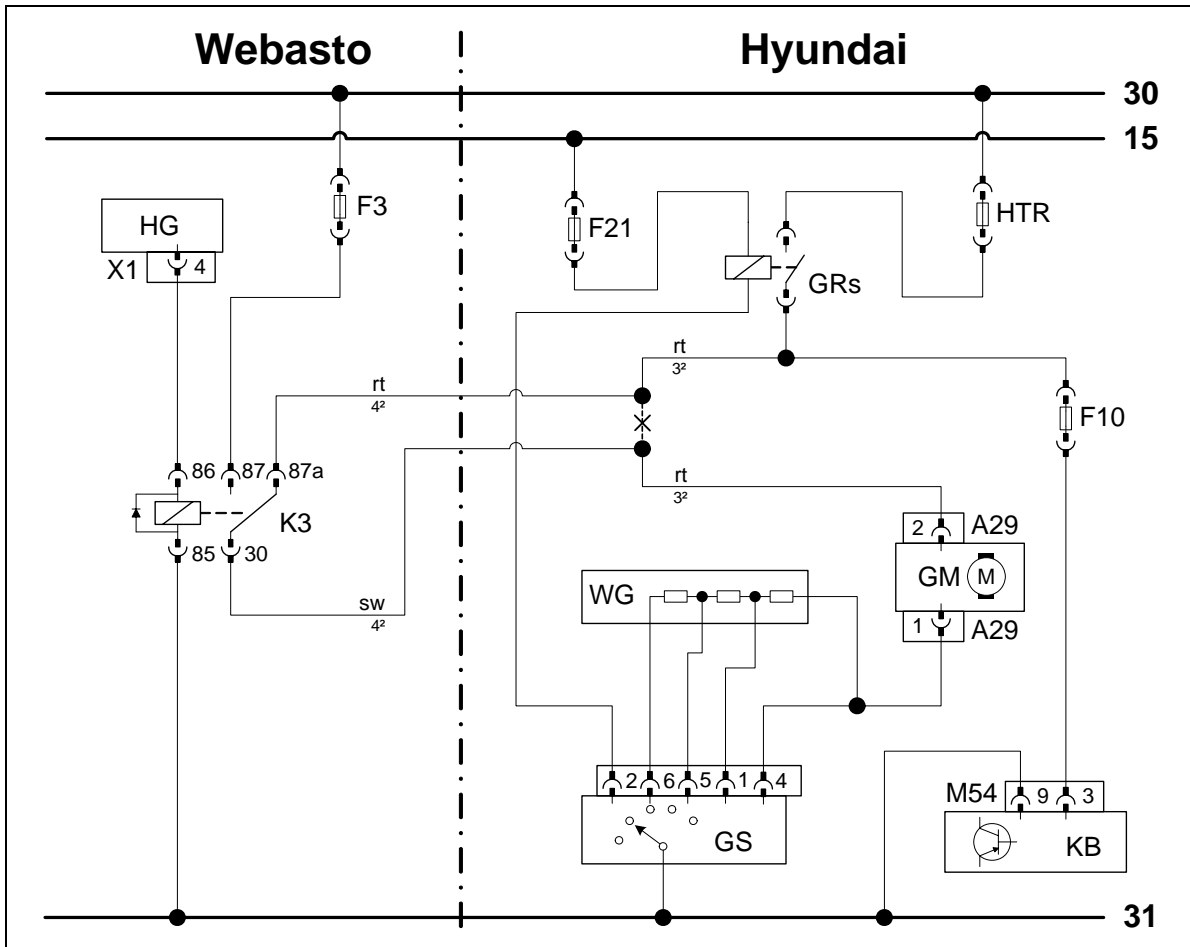 Webasto Hyundai
30
15
F3
HG
X1 4
F21
HTR
GRs
rt
3²
rt
4²
F10
86 87 87a
K3
85 30
rt
3²
2 A29
GM M
WG
sw
4²
1 A29
2 6 5 1 4
M54 9 3
GS
KB
31